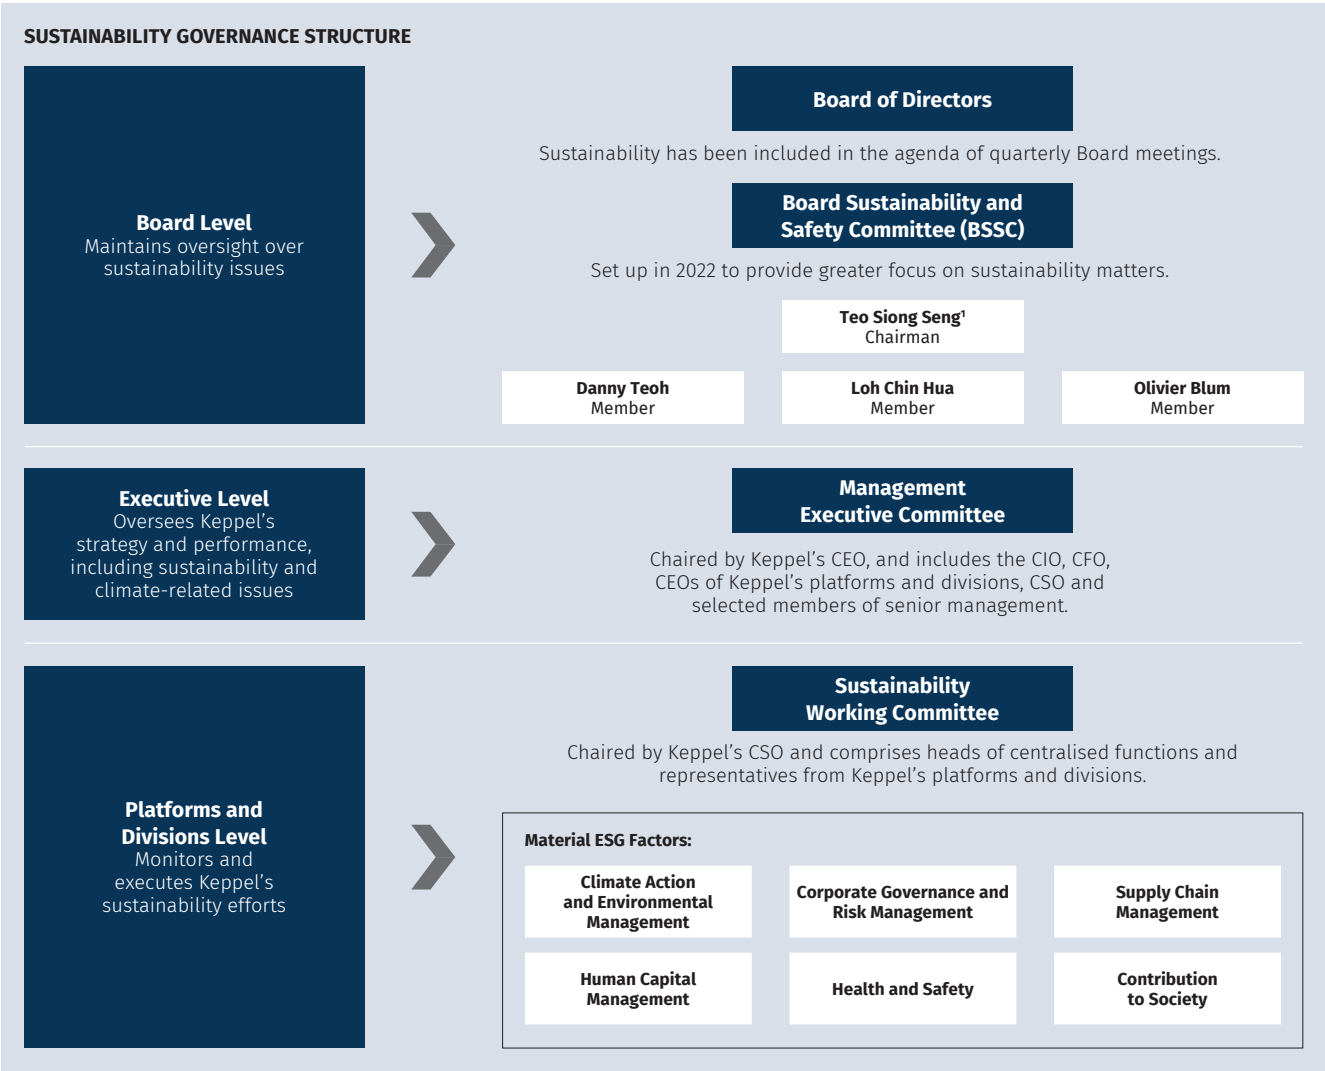 SUSTAINABILITY GOVERNANCE STRUCTURE
Board Level
Maintains oversight over
sustainability issues
Board of Directors
Sustainability has been included in the agenda of quarterly Board meetings.
Board Sustainability and
Safety Committee (BSSC)
Set up in 2022 to provide greater focus on sustainability matters.
Teo Siong Seng¹
Chairman
Danny Teoh
Member
Loh Chin Hua
Member
Olivier Blum
Member
Executive Level
Oversees Keppel’s
strategy and performance,
including sustainability and
climate-related issues
Management
Executive Committee
Chaired by Keppel’s CEO, and includes the CIO, CFO,
CEOs of Keppel’s platforms and divisions, CSO and
selected members of senior management.
Platforms and
Divisions Level
Monitors and
executes Keppel’s
sustainability efforts
Sustainability
Working Committee
Chaired by Keppel’s CSO and comprises heads of centralised functions and
representatives from Keppel’s platforms and divisions.
Material ESG Factors:
Climate Action
and Environmental
Management
Corporate Governance and
Risk Management
Supply Chain
Management
Human Capital
Management
Health and Safety
Contribution
to Society